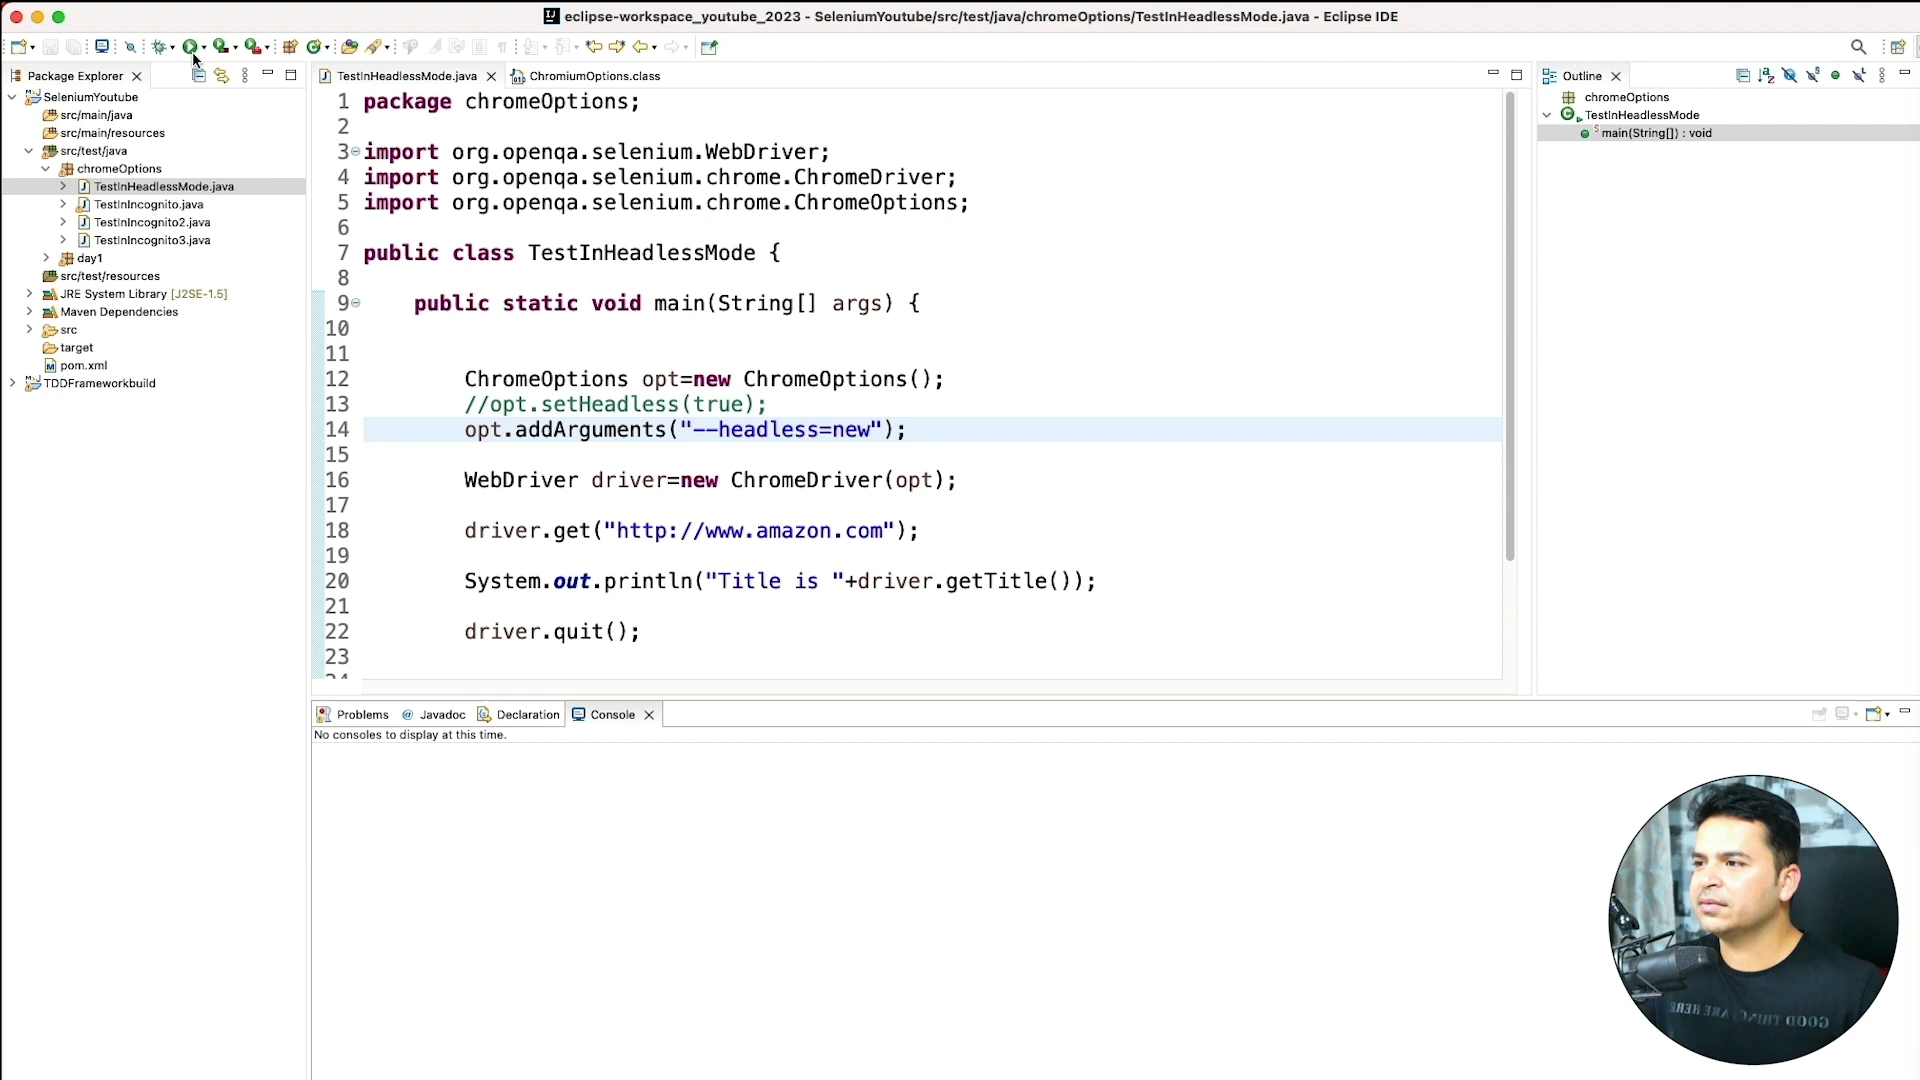 eclipse-workspace_youtube_2023 - SeleniumYoutube/src/test/java/chromeOptions/TestInHeadlessMode.java - Eclipse IDE
Package Explorer
SeleniumYoutube
src/main/java
src/main/resources
src/test/java
chromeOptions
TestInHeadlessMode.java
TestInIncognito.java
TestInIncognito2.java
TestInIncognito3.java
day1
src/test/resources
JRE System Library [J2SE-1.5]
Maven Dependencies
src
target
pom.xml
TDDFrameworkbuild
TestInHeadlessMode.java
ChromiumOptions.class
1 package chromeOptions;
2
3 import org.openqa.selenium.WebDriver;
4 import org.openqa.selenium.chrome.ChromeDriver;
5 import org.openqa.selenium.chrome.ChromeOptions;
6
7 public class TestInHeadlessMode {
8
9 public static void main(String[] args) {
10
11
12 ChromeOptions opt=new ChromeOptions();
13 //opt.setHeadless(true);
14 opt.addArguments("--headless=new");
15
16 WebDriver driver=new ChromeDriver(opt);
17
18 driver.get("http://www.amazon.com");
19
20 System.out.println("Title is "+driver.getTitle());
21
22 driver.quit();
23
Outline
chromeOptions
TestInHeadlessMode
main(String[]) : void
Problems @ Javadoc Declaration Console
No consoles to display at this time.